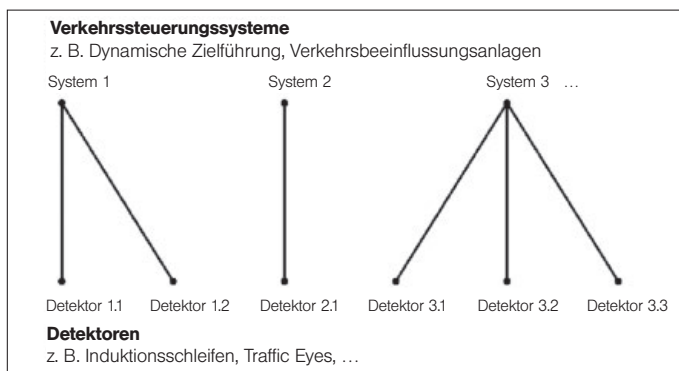 Verkehrssteuerungssysteme
z. B. Dynamische Zielführung, Verkehrsbeeinflussungsanlagen
System 1 System 2 System 3 …
Detektor 1.1 Detektor 1.2 Detektor 2.1 Detektor 3.1 Detektor 3.2 Detektor 3.3
Detektoren
z. B. Induktionsschleifen, Traffic Eyes, …